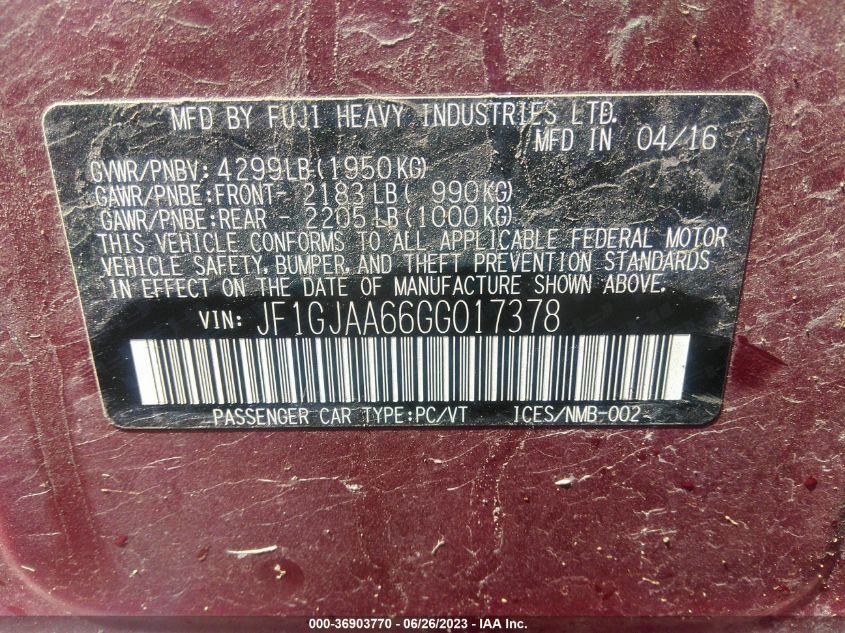 MFD BY FUJI HEAVY INDUSTRIES LTD.
MFD IN 04/16
GVWR/PNBV: 4299LB(1950KG)
GAWR/PNBE:FRONT- 2183LB( 990KG)
GAWR/PNBE:REAR - 2205LB(1000KG)
THIS VEHICLE CONFORMS TO ALL APPLICABLE FEDERAL MOTOR
VEHICLE SAFETY, BUMPER, AND THEFT PREVENTION STANDARDS
IN EFFECT ON THE DATE OF MANUFACTURE SHOWN ABOVE.
VIN: JF1GJAA66GG017378
PASSENGER CAR TYPE:PC/VT ICES/NMB-002-
000-36903770 - 06/26/2023 - IAAI.com